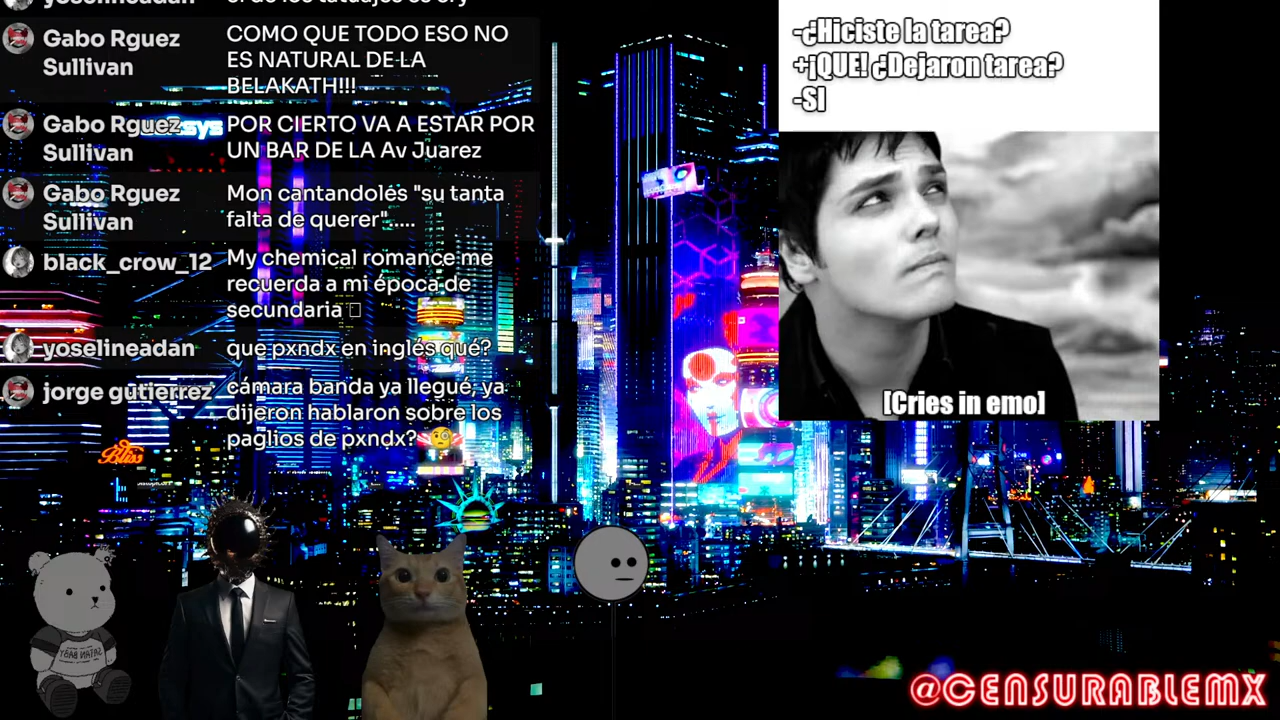 Gabo Rguez Sullivan
COMO QUE TODO ESO NO
ES NATURAL DE LA
BELAKATH!!!
Gabo Rguez Sullivan
POR CIERTO VA A ESTAR POR
UN BAR DE LA Av Juarez
Gabo Rguez Sullivan
Mon cantandoles "su tanta
falta de querer" ....
black_crow_12
My chemical romance me
recuerda a mi época de
secundaria
yoselineadan
que pxndx en inglés qué?
jorge gutierrez
cámara banda ya llegué, ya
dijeron hablaron sobre los
paglios de pxndx? 🧐
-¿Hiciste la tarea?
+¡QUE! ¿Dejaron tarea?
-SI
[Cries in emo]
Bliss
SATAN BABY
@CENSURABLEMX